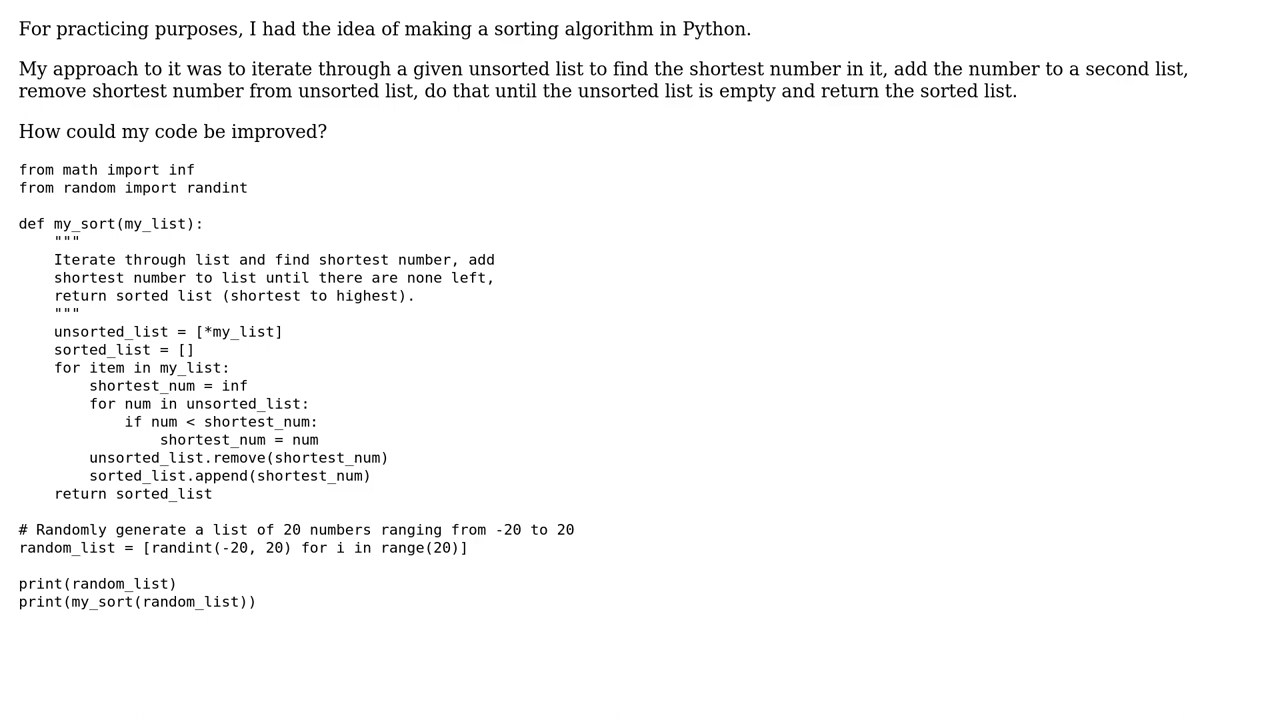 For practicing purposes, I had the idea of making a sorting algorithm in Python.
My approach to it was to iterate through a given unsorted list to find the shortest number in it, add the number to a second list,
remove shortest number from unsorted list, do that until the unsorted list is empty and return the sorted list.
How could my code be improved?
from math import inf
from random import randint
def my_sort(my_list):
    """
    Iterate through list and find shortest number, add
    shortest number to list until there are none left,
    return sorted list (shortest to highest).
    """
    unsorted_list = [*my_list]
    sorted_list = []
    for item in my_list:
        shortest_num = inf
        for num in unsorted_list:
            if num < shortest_num:
                shortest_num = num
        unsorted_list.remove(shortest_num)
        sorted_list.append(shortest_num)
    return sorted_list
# Randomly generate a list of 20 numbers ranging from -20 to 20
random_list = [randint(-20, 20) for i in range(20)]
print(random_list)
print(my_sort(random_list))